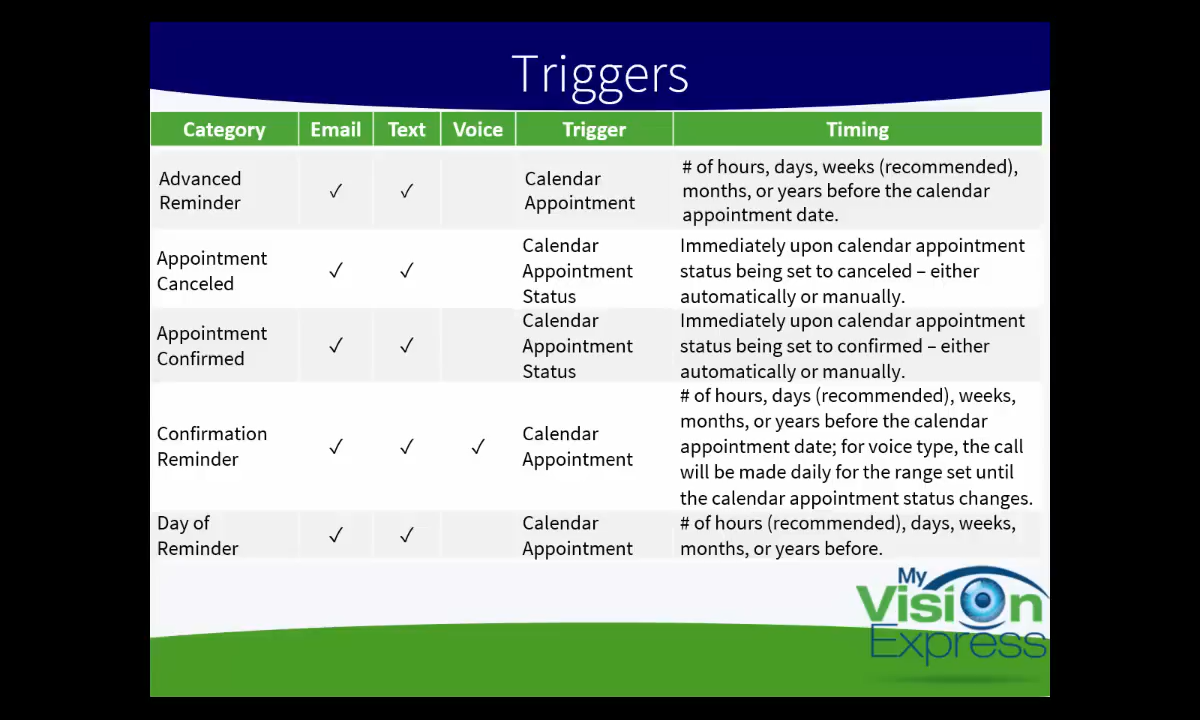 Triggers
Category Email Text Voice Trigger Timing
Advanced
Reminder
✓ ✓
Calendar
Appointment
# of hours, days, weeks (recommended),
months, or years before the calendar
appointment date.
Appointment
Canceled
✓ ✓
Calendar
Appointment
Status
Immediately upon calendar appointment
status being set to canceled – either
automatically or manually.
Appointment
Confirmed
✓ ✓
Calendar
Appointment
Status
Immediately upon calendar appointment
status being set to confirmed – either
automatically or manually.
Confirmation
Reminder
✓ ✓ ✓
Calendar
Appointment
# of hours, days (recommended), weeks,
months, or years before the calendar
appointment date; for voice type, the call
will be made daily for the range set until
the calendar appointment status changes.
Day of
Reminder
✓ ✓
Calendar
Appointment
# of hours (recommended), days, weeks,
months, or years before.
My
Vision
Express